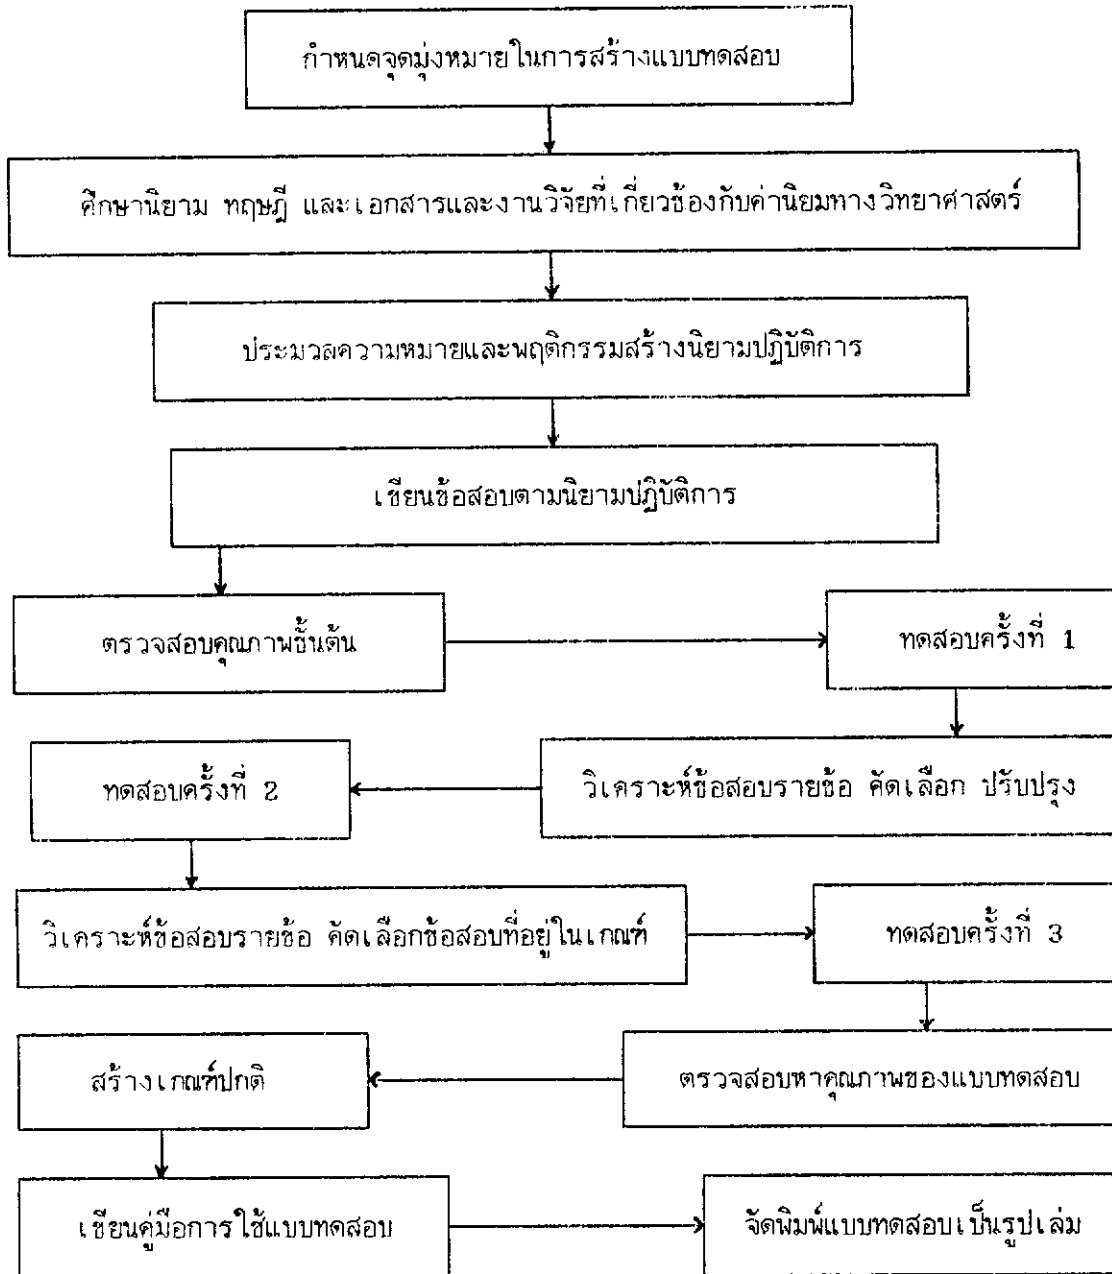 กำหนดจุดมุ่งหมายในการสร้างแบบทดสอบ
ศึกษานิยาม ทฤษฎี และเอกสารและงานวิจัยที่เกี่ยวข้องกับค่านิยมทางวิทยาศาสตร์
ประมวลความหมายและพฤติกรรมสร้างนิยามปฏิบัติการ
เขียนข้อสอบตามนิยามปฏิบัติการ
ตรวจสอบคุณภาพขั้นต้น
ทดสอบครั้งที่ 1
วิเคราะห์ข้อสอบรายข้อ คัดเลือก ปรับปรุง
ทดสอบครั้งที่ 2
วิเคราะห์ข้อสอบรายข้อ คัดเลือกข้อสอบที่อยู่ในเกณฑ์
ทดสอบครั้งที่ 3
ตรวจสอบหาคุณภาพของแบบทดสอบ
สร้างเกณฑ์ปกติ
เขียนคู่มือการใช้แบบทดสอบ
จัดพิมพ์แบบทดสอบเป็นรูปเล่ม